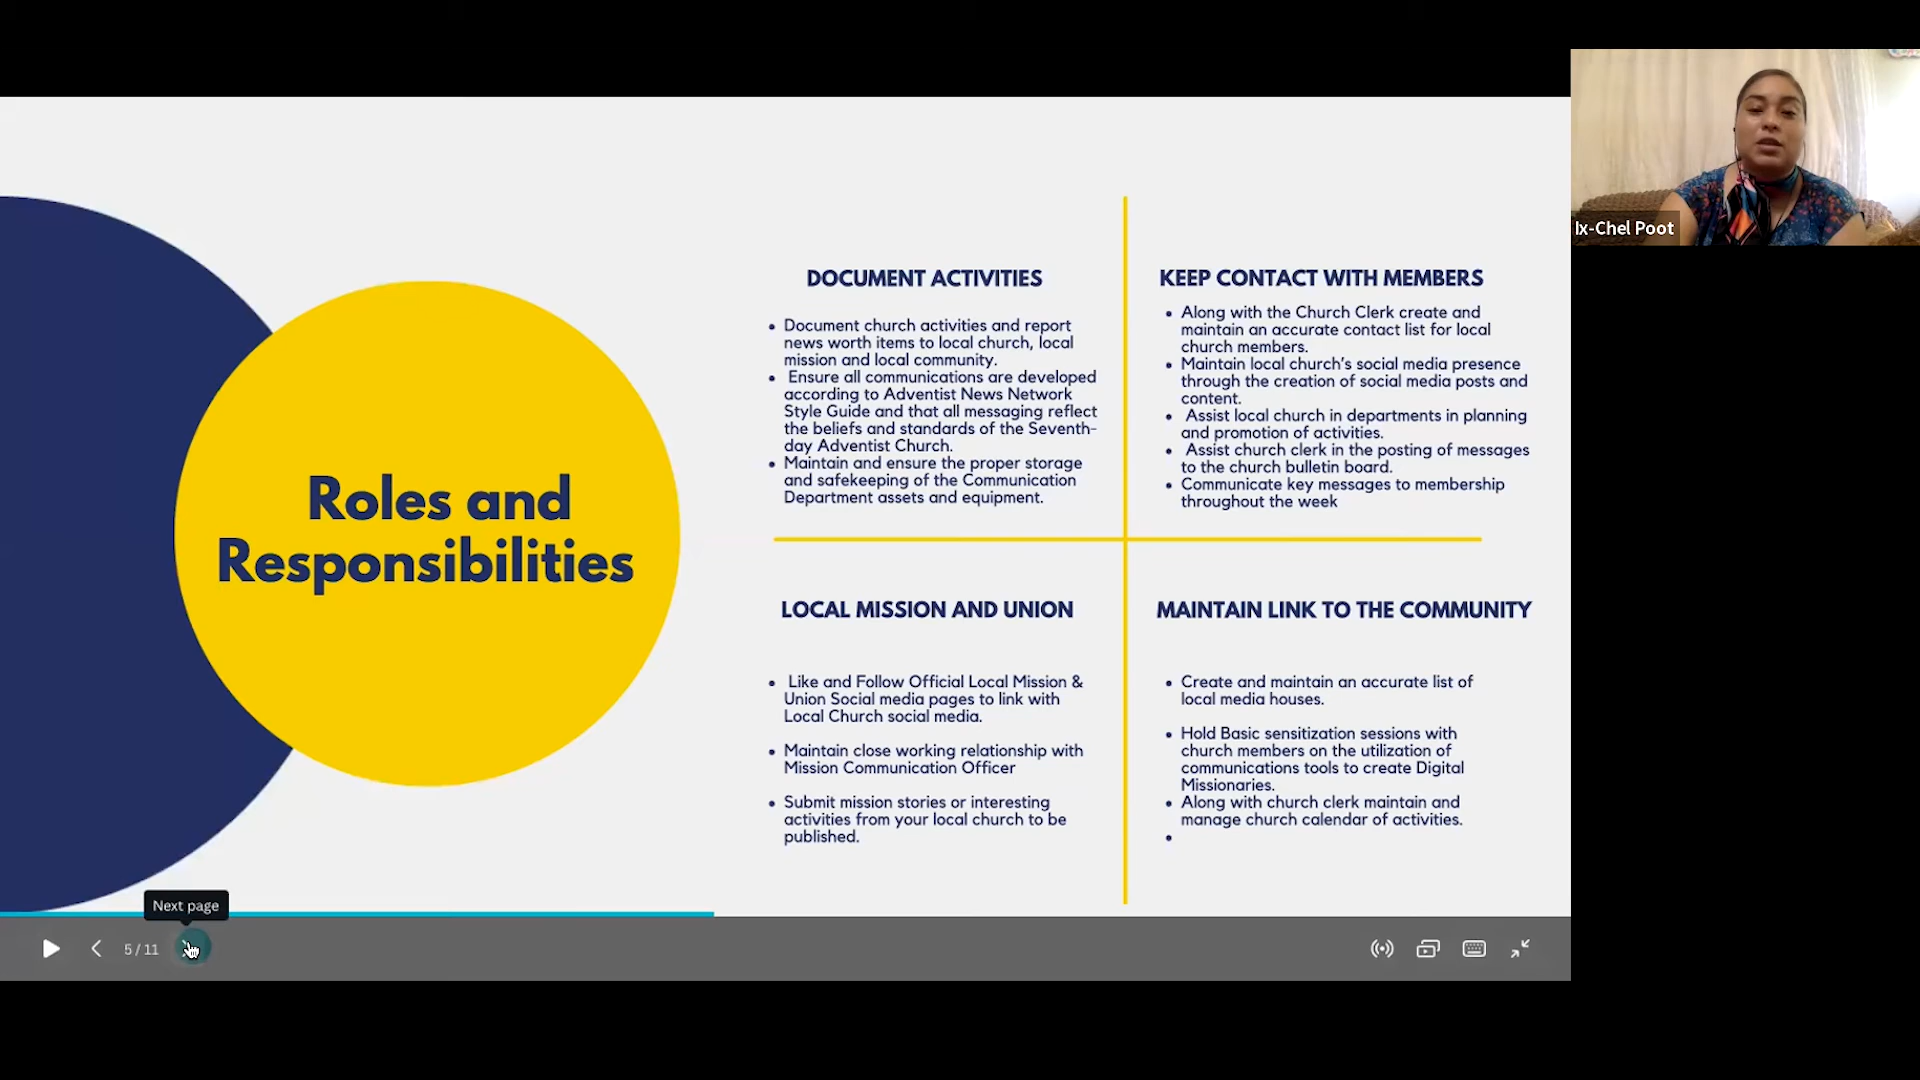 Roles and
Responsibilities
DOCUMENT ACTIVITIES
Document church activities and report
news worth items to local church, local
mission and local community.
Ensure all communications are developed
according to Adventist News Network
Style Guide and that all messaging reflect
the beliefs and standards of the Seventh-
day Adventist Church.
Maintain and ensure the proper storage
and safekeeping of the Communication
Department assets and equipment.
KEEP CONTACT WITH MEMBERS
Along with the Church Clerk create and
maintain an accurate contact list for local
church members.
Maintain local church's social media presence
through the creation of social media posts and
content.
Assist local church in departments in planning
and promotion of activities.
Assist church clerk in the posting of messages
to the church bulletin board.
Communicate key messages to membership
throughout the week
LOCAL MISSION AND UNION
Like and Follow Official Local Mission &
Union Social media pages to link with
Local Church social media.
Maintain close working relationship with
Mission Communication Officer
Submit mission stories or interesting
activities from your local church to be
published.
MAINTAIN LINK TO THE COMMUNITY
Create and maintain an accurate list of
local media houses.
Hold Basic sensitization sessions with
church members on the utilization of
communications tools to create Digital
Missionaries.
Along with church clerk maintain and
manage church calendar of activities.
Next page
5 / 11
Ix-Chel Poot